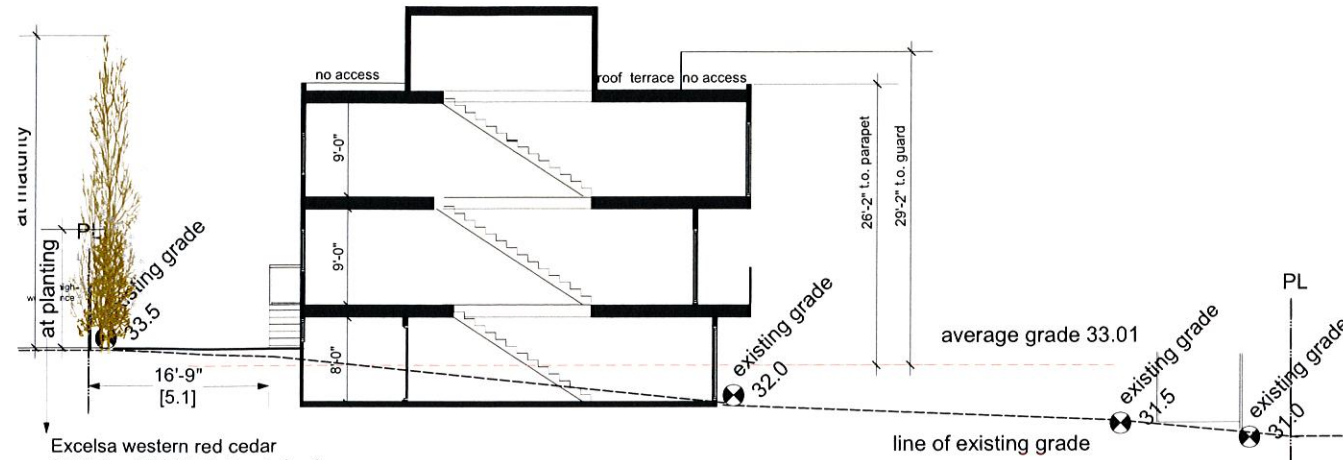 no access
roof terrace no access
at maturity
PL
existing grade
33.5
at planting
9'-0"
9'-0"
8'-0"
26'-2" t.o. parapet
29'-2" t.o. guard
existing grade
32.0
average grade 33.01
existing grade
31.5
PL
existing grade
31.0
16'-9"
[5.1]
Excelsa western red cedar
line of existing grade